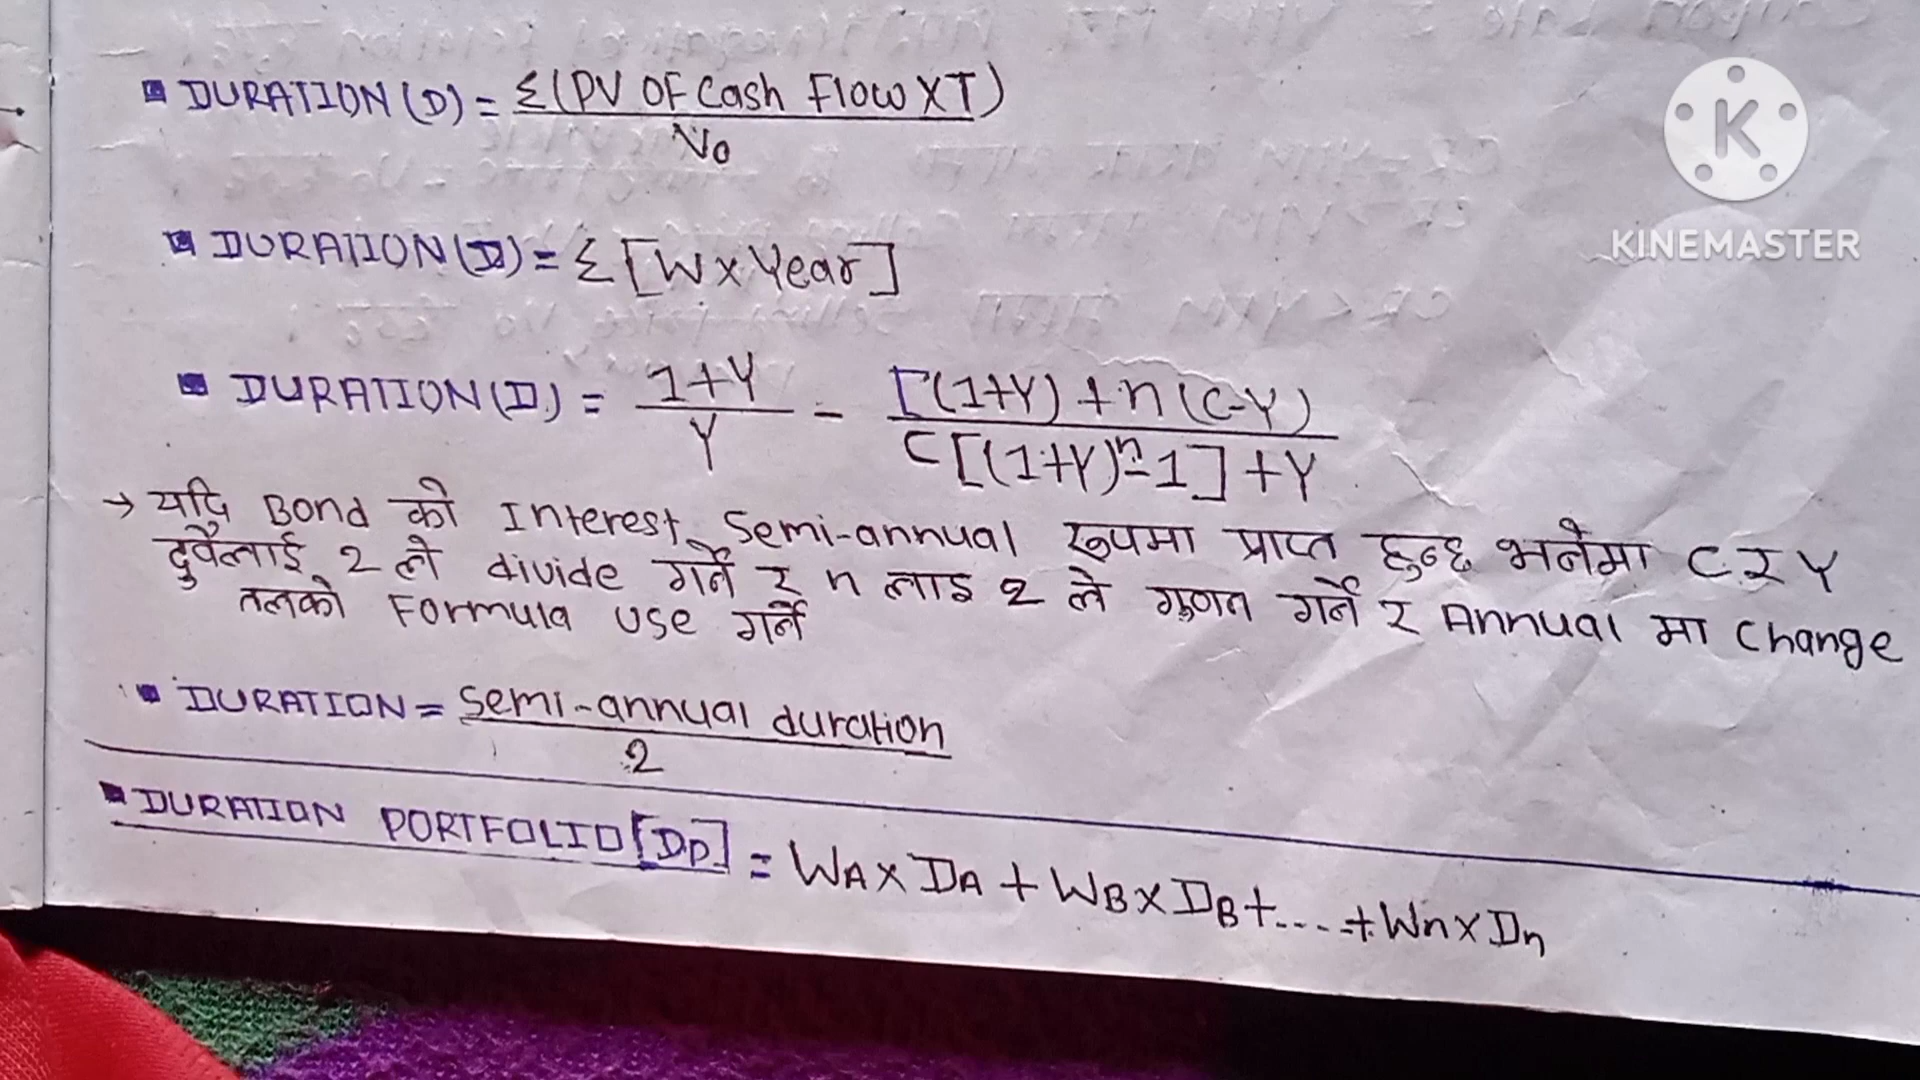 DURATION (D) = Σ(PV OF Cash Flow X T) / V0
K
KINEMASTER
DURATION (D) = Σ [W x Year]
DURATION (D) = 1+Y / Y - [(1+Y) + n (C-Y) / C [(1+Y)^n - 1] + Y
→ यदि Bond को Interest Semi-annual रूपमा प्राप्त हुन्छ भनेमा C र Y
दुवैलाई 2 ले divide गर्ने र n लाइ 2 ले गुणन गर्ने र Annual मा Change
तलको Formula use गर्ने
DURATION = Semi-annual duration / 2
DURATION PORTFOLIO [Dp] = WA x DA + WB x DB + .... + Wn x Dn